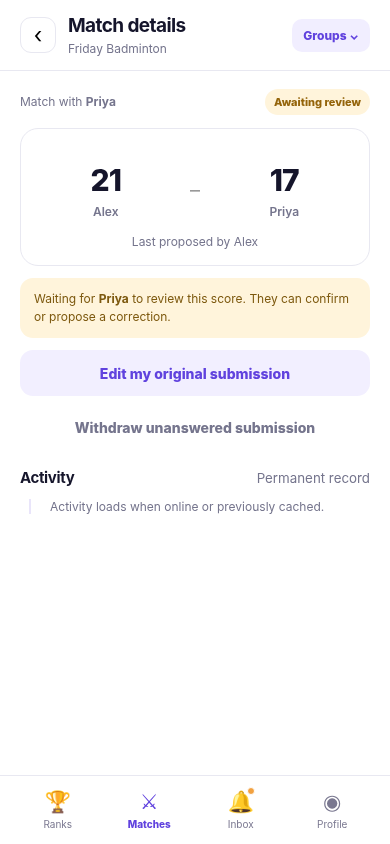 Match details
Friday Badminton
Groups
Match with Priya
Awaiting review
21 – 17
Alex
Priya
Last proposed by Alex
Waiting for Priya to review this score. They can confirm
or propose a correction.
Edit my original submission
Withdraw unanswered submission
Activity
Permanent record
Activity loads when online or previously cached.
Ranks
Matches
Inbox
Profile